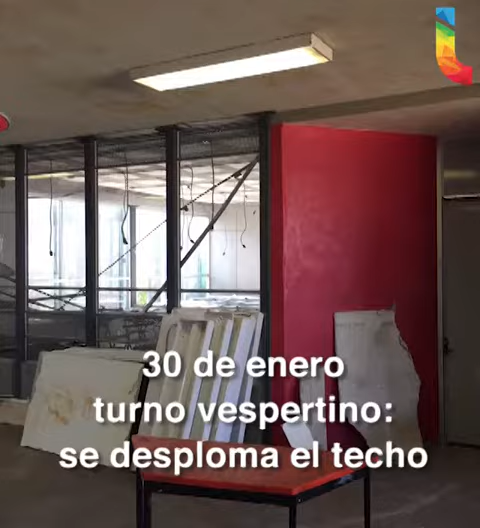 30 de enero
turno vespertino:
se desploma el techo